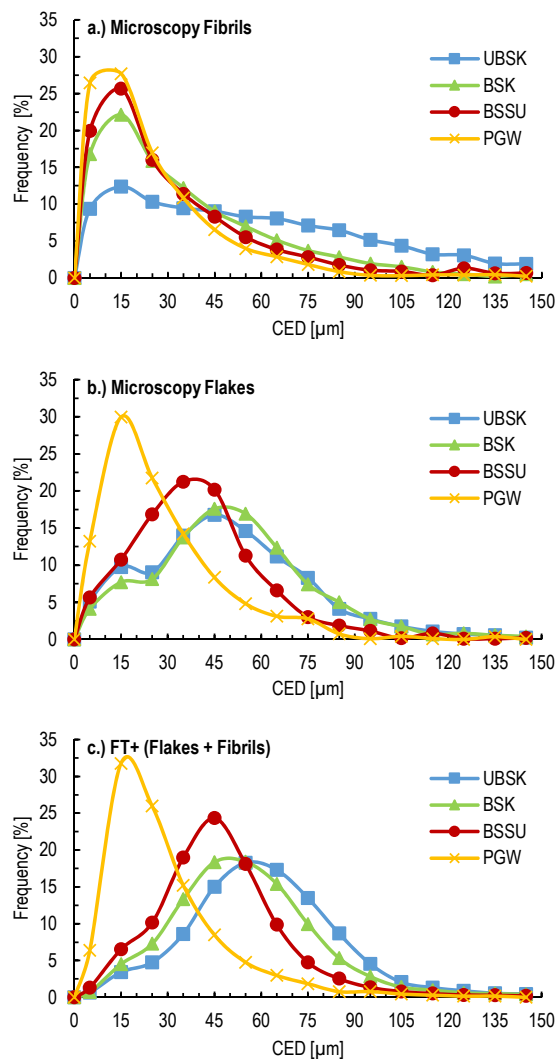 a.) Microscopy Fibrils
Frequency [%]
35
30
25
20
15
10
5
0
UBSK
BSK
BSSU
PGW
0 15 30 45 60 75 90 105 120 135 150
CED [µm]
b.) Microscopy Flakes
Frequency [%]
35
30
25
20
15
10
5
0
UBSK
BSK
BSSU
PGW
0 15 30 45 60 75 90 105 120 135 150
CED [µm]
c.) FT+ (Flakes + Fibrils)
Frequency [%]
35
30
25
20
15
10
5
0
UBSK
BSK
BSSU
PGW
0 15 30 45 60 75 90 105 120 135 150
CED [µm]